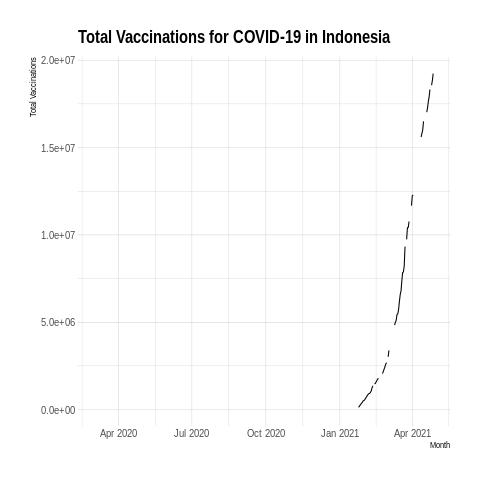 Total Vaccinations for COVID-19 in Indonesia
Total Vaccinations
2.0e+07
1.5e+07
1.0e+07
5.0e+06
0.0e+00
Apr 2020 Jul 2020 Oct 2020 Jan 2021 Apr 2021
Month